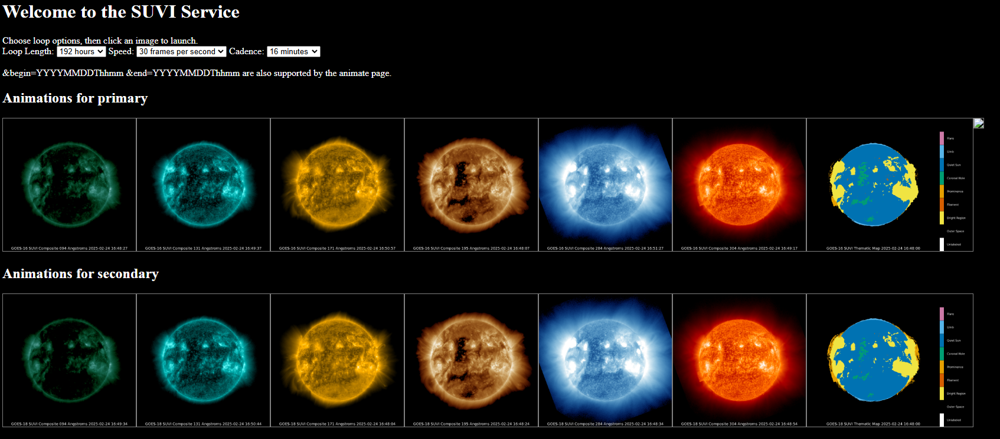 Welcome to the SUVI Service
Choose loop options, then click an image to launch.
Loop Length: 192 hours Speed: 30 frames per second Cadence: 16 minutes
&begin=YYYYMMDDThhmm &end=YYYYMMDDThhmm are also supported by the animate page.
Animations for primary
Flare
Limb
Quiet Sun
Coronal Hole
Prominence
Filament
Bright Region
Outer Space
Unlabeled
GOES-16 SUVI Composite 094 Angstroms 2025-02-24 16:48:27
GOES-16 SUVI Composite 131 Angstroms 2025-02-24 16:49:37
GOES-16 SUVI Composite 171 Angstroms 2025-02-24 16:50:57
GOES-16 SUVI Composite 195 Angstroms 2025-02-24 16:48:07
GOES-16 SUVI Composite 284 Angstroms 2025-02-24 16:51:27
GOES-16 SUVI Composite 304 Angstroms 2025-02-24 16:49:17
GOES-16 SUVI Thematic Map 2025-02-24 16:48:00
Animations for secondary
Flare
Limb
Quiet Sun
Coronal Hole
Prominence
Filament
Bright Region
Outer Space
Unlabeled
GOES-18 SUVI Composite 094 Angstroms 2025-02-24 16:49:34
GOES-18 SUVI Composite 131 Angstroms 2025-02-24 16:50:44
GOES-18 SUVI Composite 171 Angstroms 2025-02-24 16:48:04
GOES-18 SUVI Composite 195 Angstroms 2025-02-24 16:48:24
GOES-18 SUVI Composite 284 Angstroms 2025-02-24 16:48:34
GOES-18 SUVI Composite 304 Angstroms 2025-02-24 16:48:54
GOES-18 SUVI Thematic Map 2025-02-24 16:48:00